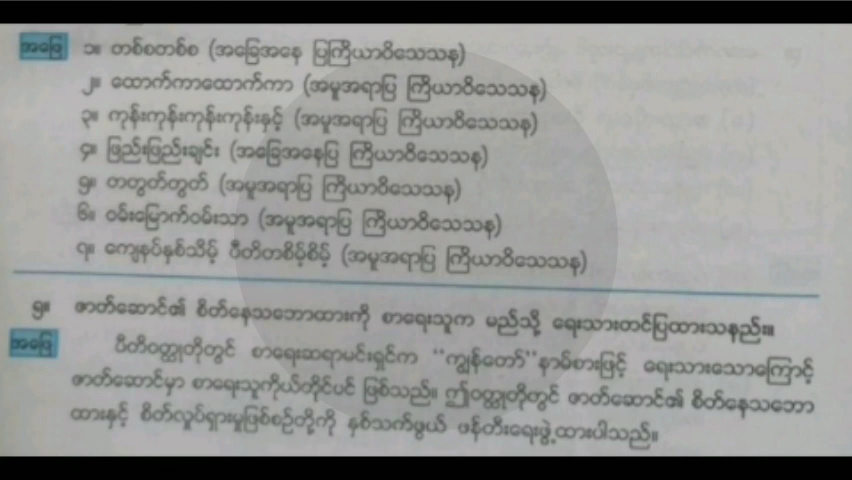 အဖြေ ၁။ တစ်စတစ်စ (အခြေအနေ ပြကြိယာဝိသေသန)
၂။ ထောက်ကာထောက်ကာ (အမူအရာပြ ကြိယာဝိသေသန)
၃။ ကုန်းကုန်းကုန်းကုန်းနှင့် (အမူအရာပြ ကြိယာဝိသေသန)
၄။ ဖြည်းဖြည်းချင်း (အခြေအနေပြ ကြိယာဝိသေသန)
၅။ တတွတ်တွတ် (အမူအရာပြ ကြိယာဝိသေသန)
၆။ ဝမ်းမြောက်ဝမ်းသာ (အမူအရာပြ ကြိယာဝိသေသန)
၇။ ကျေနပ်နှစ်သိမ့် ပီတိတစိမ့်စိမ့် (အမူအရာပြ ကြိယာဝိသေသန)
၅။ ဇာတ်ဆောင်၏ စိတ်နေသဘောထားကို စာရေးသူက မည်သို့ ရေးသားတင်ပြထားသနည်း။
အဖြေ ပီတိဝတ္ထုတိုတွင် စာရေးဆရာမင်းရှင်က "ကျွန်တော်" နာမ်စားဖြင့် ရေးသားသောကြောင့်
ဇာတ်ဆောင်မှာ စာရေးသူကိုယ်တိုင်ပင် ဖြစ်သည်။ ဤဝတ္ထုတိုတွင် ဇာတ်ဆောင်၏ စိတ်နေသဘော
ထားနှင့် စိတ်လှုပ်ရှားမှုဖြစ်စဉ်တို့ကို နှစ်သက်ဖွယ် ဖန်တီးရေးဖွဲ့ထားပါသည်။